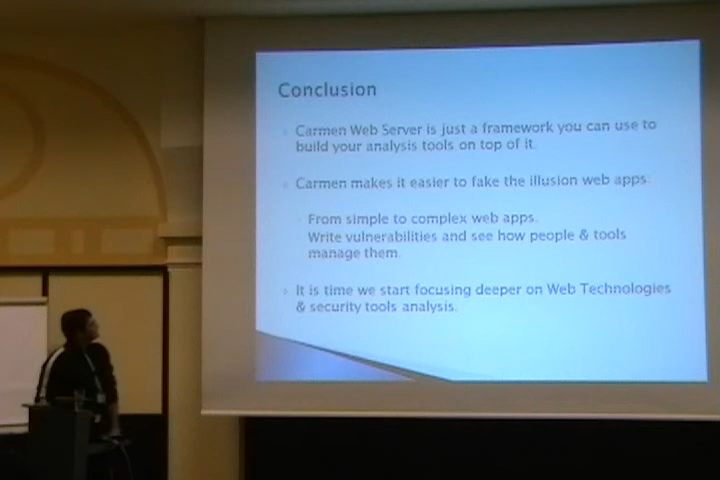 Conclusion
Carmen Web Server is just a framework you can use to
build your analysis tools on top of it.
Carmen makes it easier to fake the illusion web apps:
From simple to complex web apps.
Write vulnerabilities and see how people & tools
manage them.
It is time we start focusing deeper on Web Technologies
& security tools analysis.